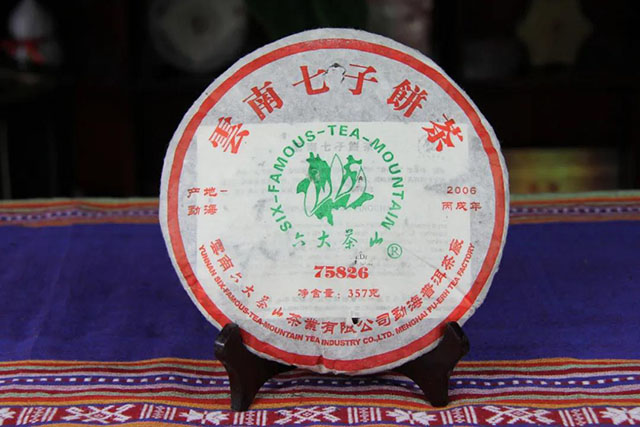 雲南七子餅茶
SIX-FAMOUS-TEA-MOUNTAIN
产地一
勐海
2006
丙戌年
六大茶山®
75826
净含量：357克
雲南六大茶山茶業有限公司勐海普洱茶廠
YUNNAN SIX-FAMOUS-TEA-MOUNTAIN TEA INDUSTRY CO.,LTD. MENGHAI PU-ERH TEA FACTORY